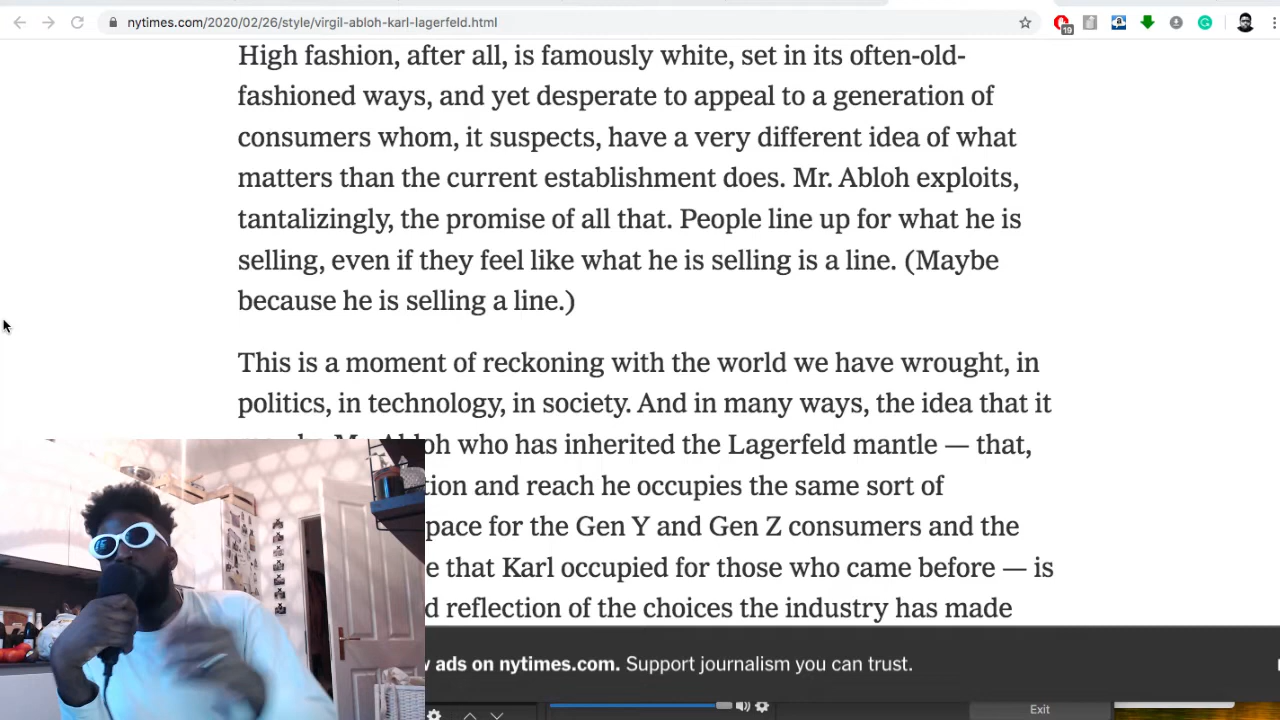 nytimes.com/2020/02/26/style/virgil-abloh-karl-lagerfeld.html
19
High fashion, after all, is famously white, set in its often-old-
fashioned ways, and yet desperate to appeal to a generation of
consumers whom, it suspects, have a very different idea of what
matters than the current establishment does. Mr. Abloh exploits,
tantalizingly, the promise of all that. People line up for what he is
selling, even if they feel like what he is selling is a line. (Maybe
because he is selling a line.)
This is a moment of reckoning with the world we have wrought, in
politics, in technology, in society. And in many ways, the idea that it
Abloh who has inherited the Lagerfeld mantle — that,
tion and reach he occupies the same sort of
pace for the Gen Y and Gen Z consumers and the
e that Karl occupied for those who came before — is
d reflection of the choices the industry has made
ads on nytimes.com. Support journalism you can trust.
Exit